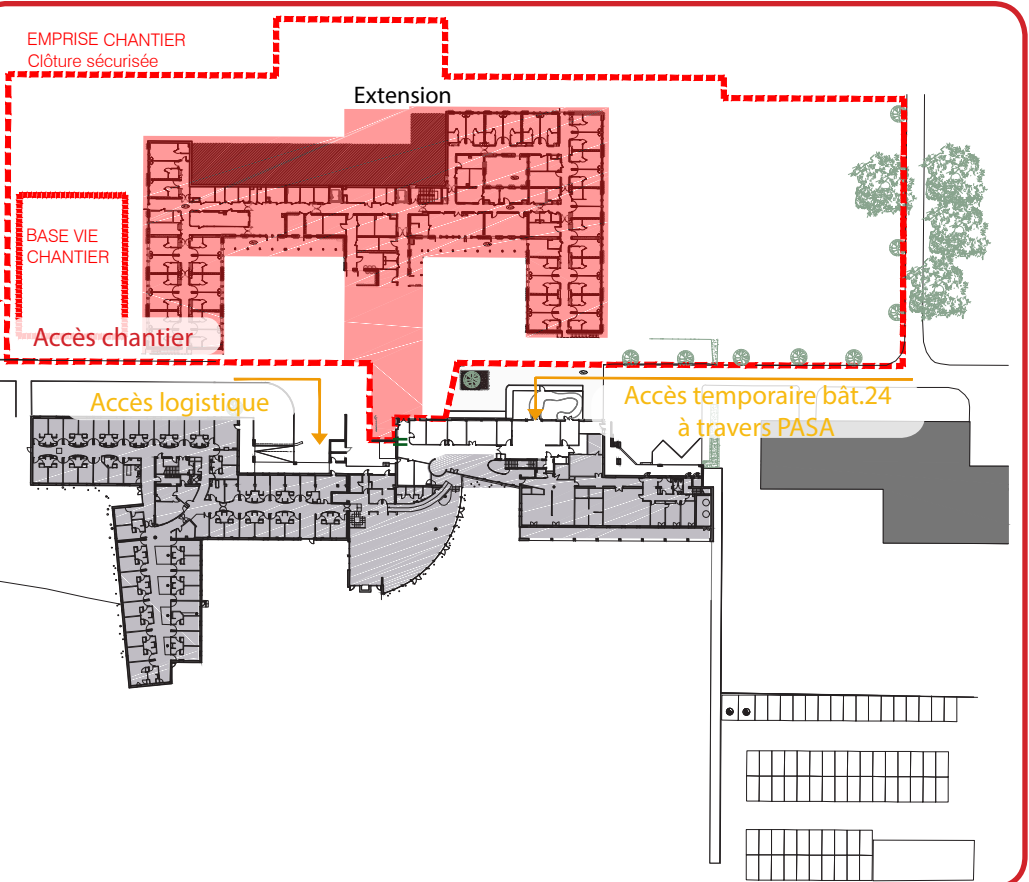 EMPRISE CHANTIER
Clôture sécurisée
Extension
BASE VIE
CHANTIER
Accès chantier
Accès logistique
Accès temporaire bât.24
à travers PASA